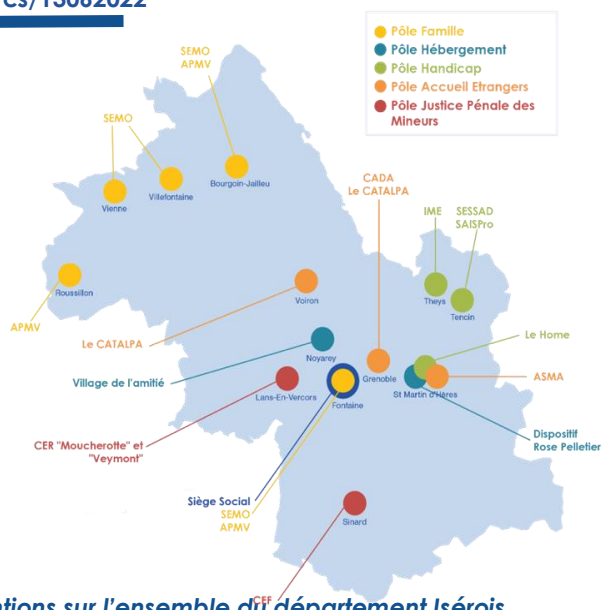 cs/15062022
Pôle Famille
Pôle Hébergement
Pôle Handicap
Pôle Accueil Etrangers
Pôle Justice Pénale des
Mineurs
SEMO
APMV
SEMO
Bourgoin-Jailleu
Villefontaine
Vienne
CADA
Le CATALPA
IME
SESSAD
SAISPro
Roussillon
Voiron
Theys
Tencin
APMV
Le CATALPA
Le Home
Noyarey
Village de l'amitié
Grenoble
ASMA
Lans-En-Vercors
St Martin d'Hères
Fontaine
CER "Moucherotte" et
"Veymont"
Dispositif
Rose Pelletier
Siège Social
SEMO
APMV
Sinard
CEF
ntions sur l'ensemble du département Isérois